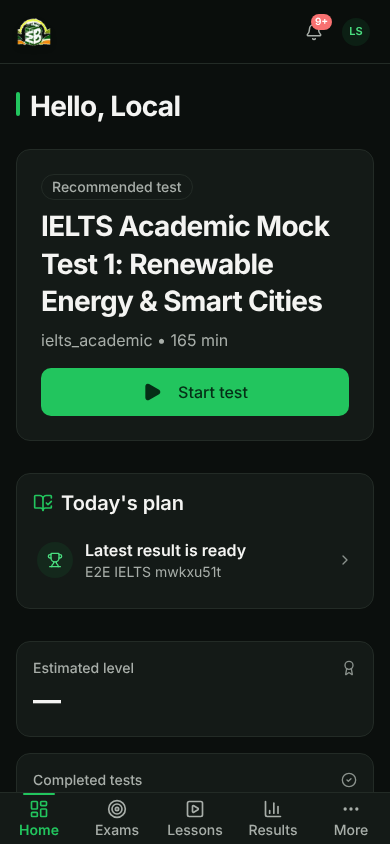 9+
LS
Hello, Local
Recommended test
IELTS Academic Mock
Test 1: Renewable
Energy & Smart Cities
ielts_academic • 165 min
Start test
Today's plan
Latest result is ready
E2E IELTS mwkxu51t
Estimated level
—
Completed tests
Home
Exams
Lessons
Results
More